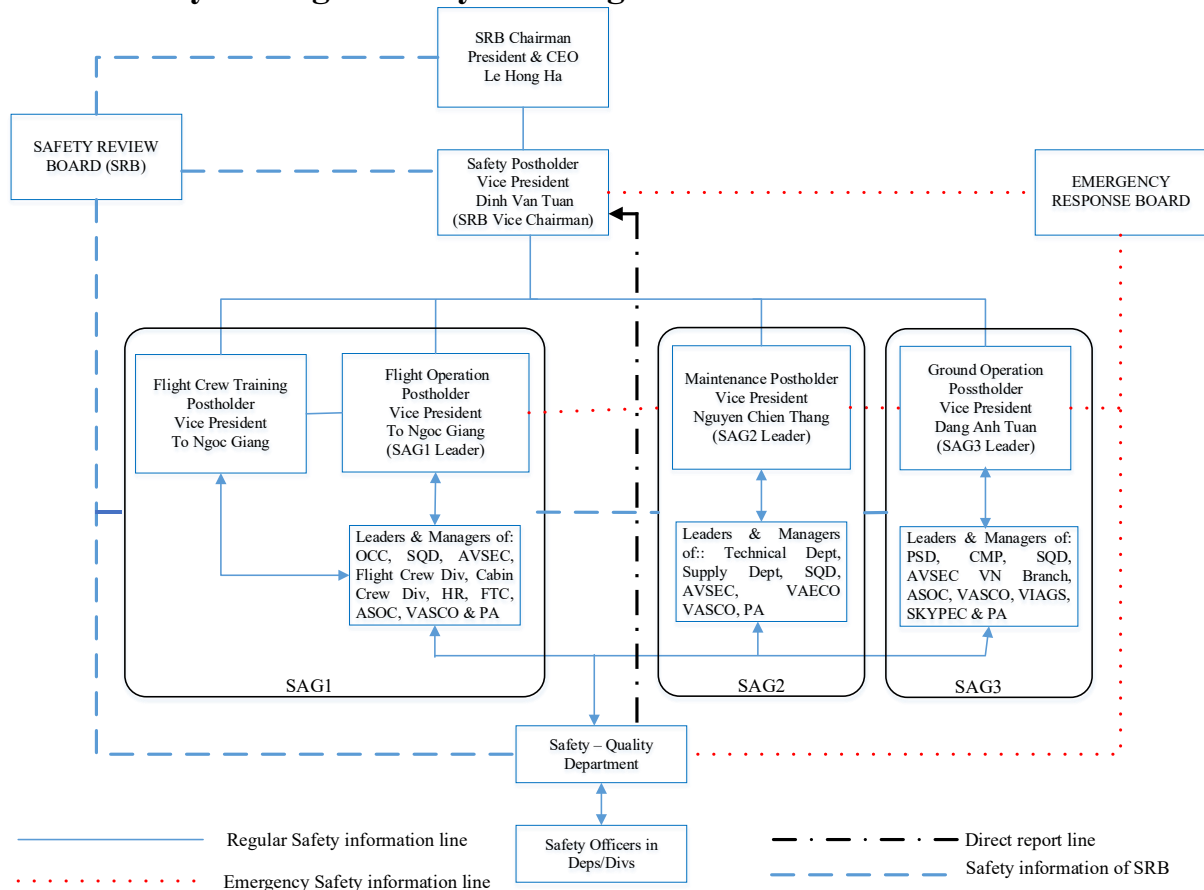 SRB Chairman
President & CEO
Le Hong Ha
SAFETY REVIEW
BOARD (SRB)
Safety Postholder
Vice President
Dinh Van Tuan
(SRB Vice Chairman)
EMERGENCY
RESPONSE BOARD
Flight Crew Training
Postholder
Vice President
To Ngoc Giang
Flight Operation
Postholder
Vice President
To Ngoc Giang
(SAG1 Leader)
Maintenance Postholder
Vice President
Nguyen Chien Thang
(SAG2 Leader)
Ground Operation
Posstholder
Vice President
Dang Anh Tuan
(SAG3 Leader)
Leaders & Managers of:
OCC, SQD, AVSEC,
Flight Crew Div, Cabin
Crew Div, HR, FTC,
ASOC, VASCO & PA
Leaders & Managers
of:: Technical Dept,
Supply Dept, SQD,
AVSEC, VAECO
VASCO, PA
Leaders & Managers of:
PSD, CMP, SQD,
AVSEC VN Branch,
ASOC, VASCO, VIAGS,
SKYPEC & PA
SAG1
SAG2
SAG3
Safety – Quality
Department
Safety Officers in
Deps/Divs
Regular Safety information line
Emergency Safety information line
Direct report line
Safety information of SRB